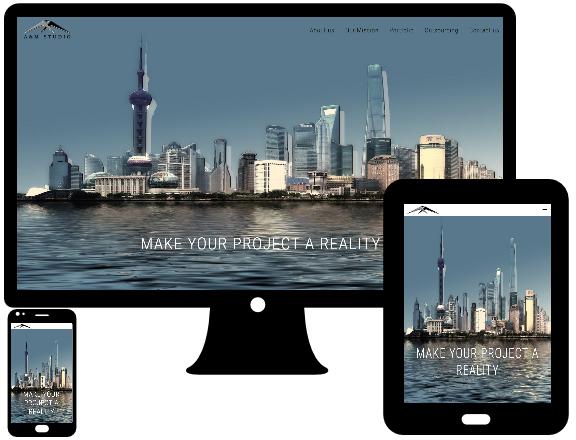 A&M STUDIO
About us Our Mission Portfolio Outsourcing Contact us
MAKE YOUR PROJECT A REALITY
MAKE YOUR PROJECT A
REALITY
MAKE YOUR
PROJECT A
REALITY